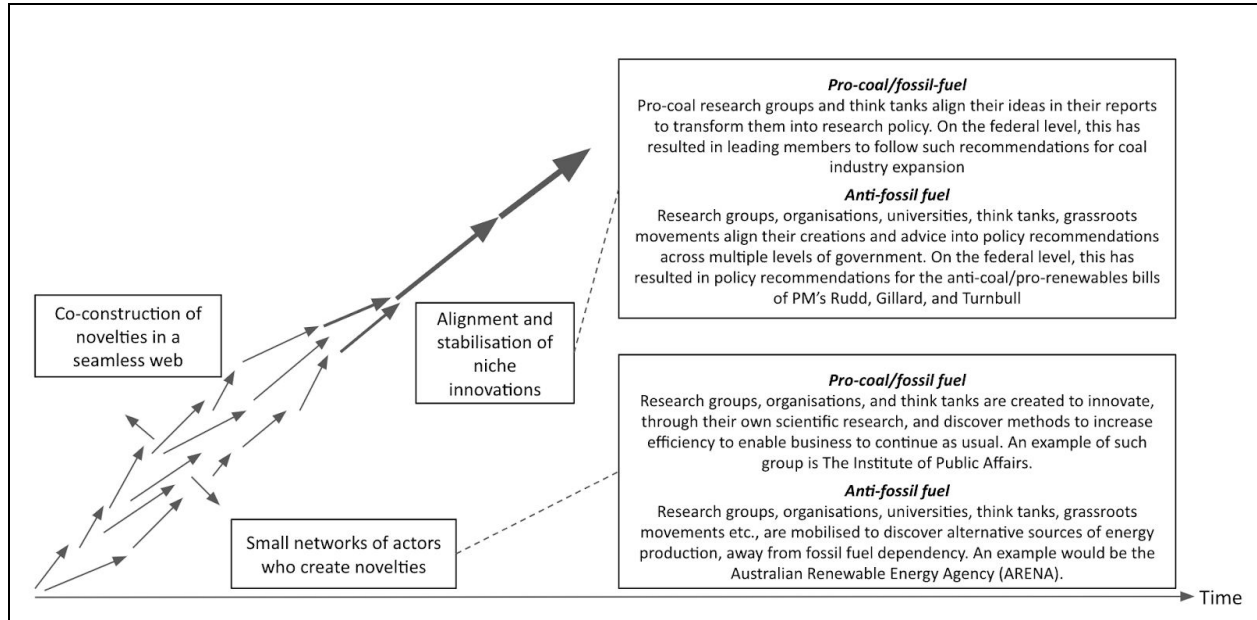 Pro-coal/fossil-fuel
Pro-coal research groups and think tanks align their ideas in their reports
to transform them into research policy. On the federal level, this has
resulted in leading members to follow such recommendations for coal
industry expansion
Anti-fossil fuel
Research groups, organisations, universities, think tanks, grassroots
movements align their creations and advice into policy recommendations
across multiple levels of government. On the federal level, this has
resulted in policy recommendations for the anti-coal/pro-renewables bills
of PM's Rudd, Gillard, and Turnbull
Co-construction of
novelties in a
seamless web
Alignment and
stabilisation of
niche
innovations
Pro-coal/fossil fuel
Research groups, organisations, and think tanks are created to innovate,
through their own scientific research, and discover methods to increase
efficiency to enable business to continue as usual. An example of such
group is The Institute of Public Affairs.
Anti-fossil fuel
Research groups, organisations, universities, think tanks, grassroots
movements etc., are mobilised to discover alternative sources of energy
production, away from fossil fuel dependency. An example would be the
Australian Renewable Energy Agency (ARENA).
Small networks of actors
who create novelties
Time